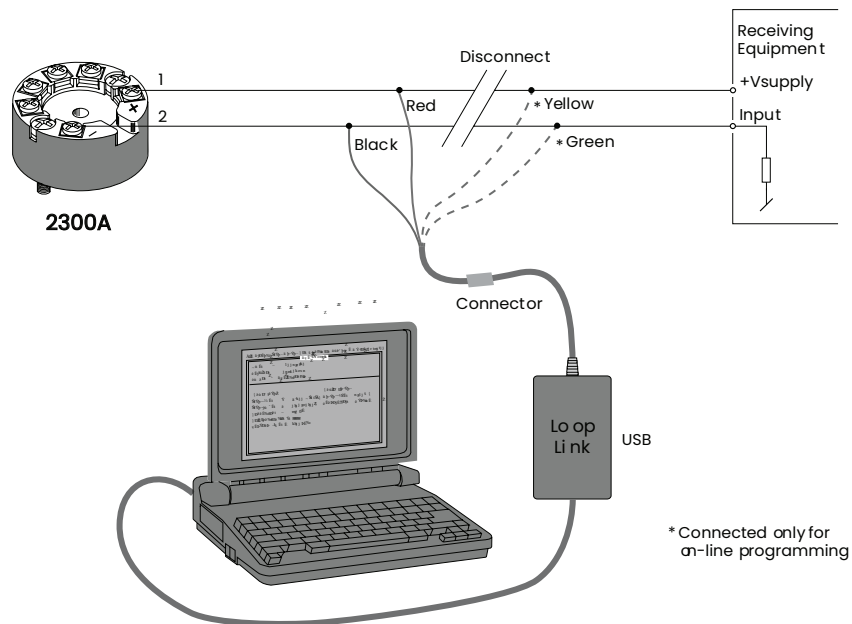 Receiving
Equipment
Disconnect
1
+Vsupply
Red
* Yellow
2
Input
Black
* Green
2300A
Connector
Loop
Link
USB
* Connected only for
on-line programming